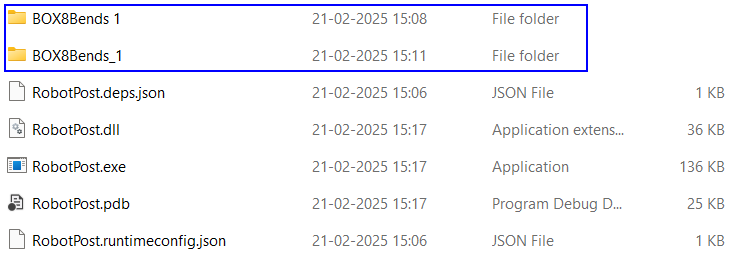 BOX8Bends 1 21-02-2025 15:08 File folder
BOX8Bends_1 21-02-2025 15:11 File folder
RobotPost.deps.json 21-02-2025 15:06 JSON File 1 KB
RobotPost.dll 21-02-2025 15:17 Application extens... 36 KB
RobotPost.exe 21-02-2025 15:17 Application 136 KB
RobotPost.pdb 21-02-2025 15:17 Program Debug D... 25 KB
RobotPost.runtimeconfig.json 21-02-2025 15:06 JSON File 1 KB